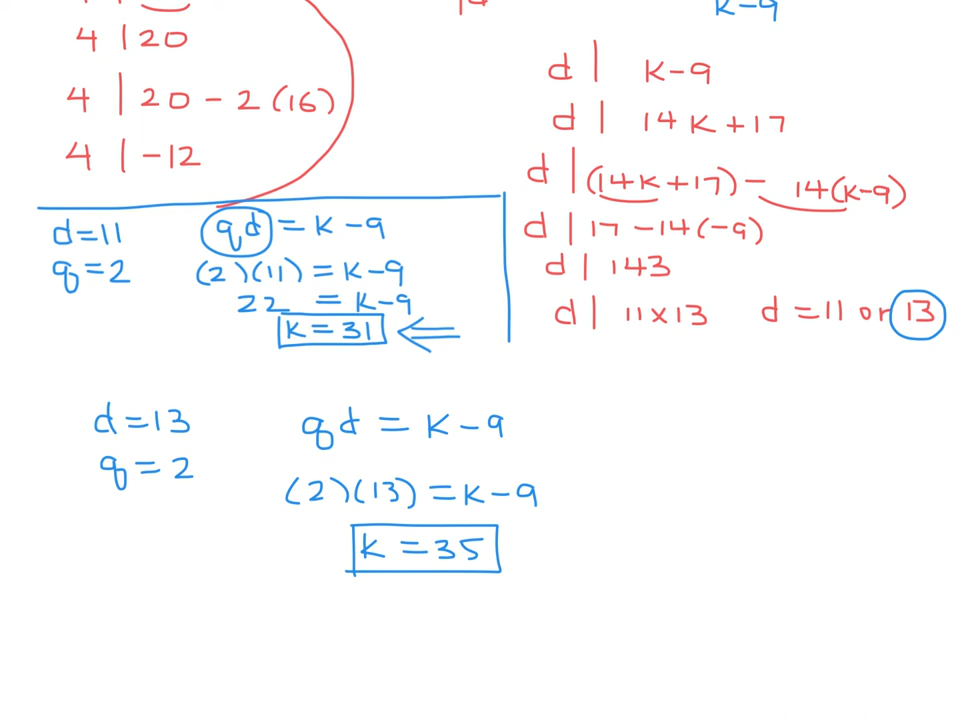 4 | 20
4 | 20 - 2 (16)
4 | -12
k-9
d | k-9
d | 14k+17
d | (14k+17) - 14(k-9)
d | 17-14(-9)
d | 143
d | 11x13 d = 11 or 13
d=11 qd = k-9
q=2 (2)(11) = k-9
22 = k-9
k = 31
d=13 qd = k-9
q=2
(2)(13) = k-9
k = 35